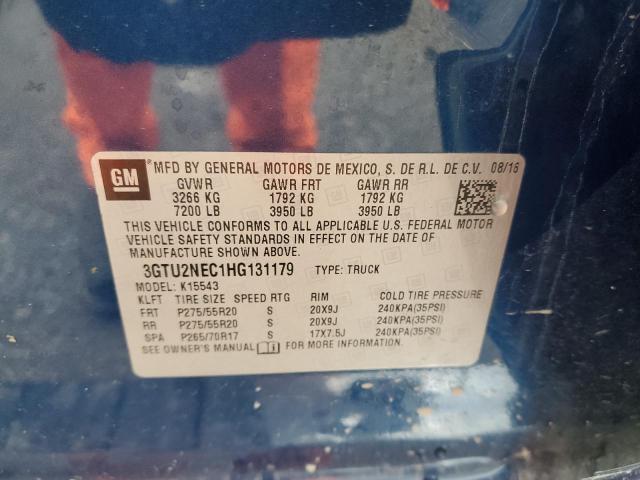 GM ® MFD BY GENERAL MOTORS DE MEXICO, S. DE R.L. DE C.V. 08/16
GVWR GAWR FRT GAWR RR
3266 KG 1792 KG 1792 KG
7200 LB 3950 LB 3950 LB
THIS VEHICLE CONFORMS TO ALL APPLICABLE U.S. FEDERAL MOTOR
VEHICLE SAFETY STANDARDS IN EFFECT ON THE DATE OF
MANUFACTURE SHOWN ABOVE.
3GTU2NEC1HG131179 TYPE: TRUCK
MODEL: K15543
KLFT TIRE SIZE SPEED RTG RIM COLD TIRE PRESSURE
FRT P275/55R20 S 20X9J 240KPA(35PSI)
RR P275/55R20 S 20X9J 240KPA(35PSI)
SPA P265/70R17 S 17X7.5J 240KPA(35PSI)
SEE OWNER'S MANUAL FOR MORE INFORMATION.